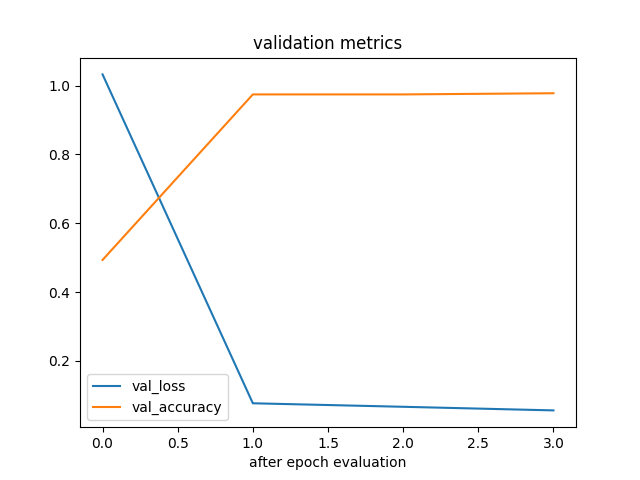 validation metrics
1.0
0.8
0.6
0.4
0.2
val_loss
val_accuracy
0.0 0.5 1.0 1.5 2.0 2.5 3.0
after epoch evaluation